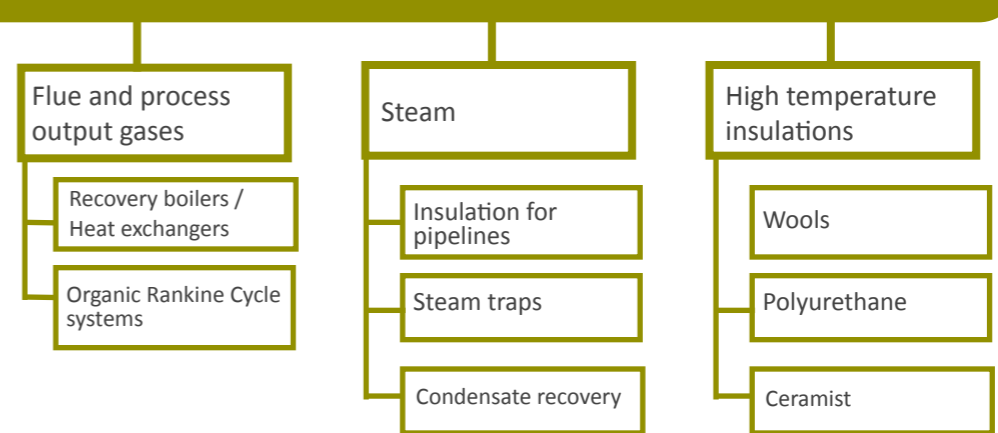 Flue and process
output gases
Recovery boilers /
Heat exchangers
Organic Rankine Cycle
systems
Steam
Insulation for
pipelines
Steam traps
Condensate recovery
High temperature
insulations
Wools
Polyurethane
Ceramist